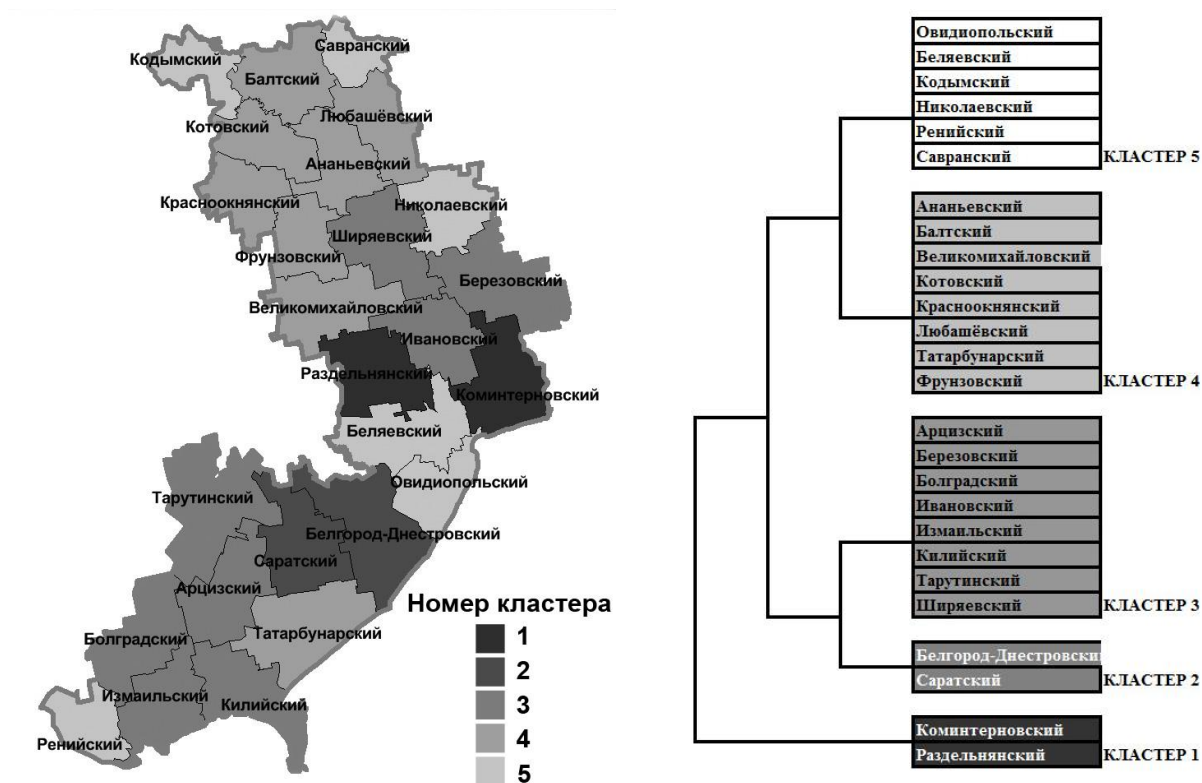 Савранский
Кодымский
Балтский
Любашёвский
Котовский
Ананьевский
Красноокнянский
Николаевский
Ширяевский
Фрунзовский
Березовский
Великомихайловский
Ивановский
Раздельнянский
Коминтерновский
Беляевский
Овидиопольский
Тарутинский
Белгород-Днестровский
Саратский
Арцизский
Татарбунарский
Болградский
Измаильский
Килийский
Ренийский
Номер кластера
1
2
3
4
5
Овидиопольский
Беляевский
Кодымский
Николаевский
Ренийский
Савранский КЛАСТЕР 5
Ананьевский
Балтский
Великомихайловский
Котовский
Красноокнянский
Любашёвский
Татарбунарский
Фрунзовский КЛАСТЕР 4
Арцизский
Березовский
Болградский
Ивановский
Измаильский
Килийский
Тарутинский
Ширяевский КЛАСТЕР 3
Белгород-Днестровски
Саратский КЛАСТЕР 2
Коминтерновский
Раздельнянский КЛАСТЕР 1